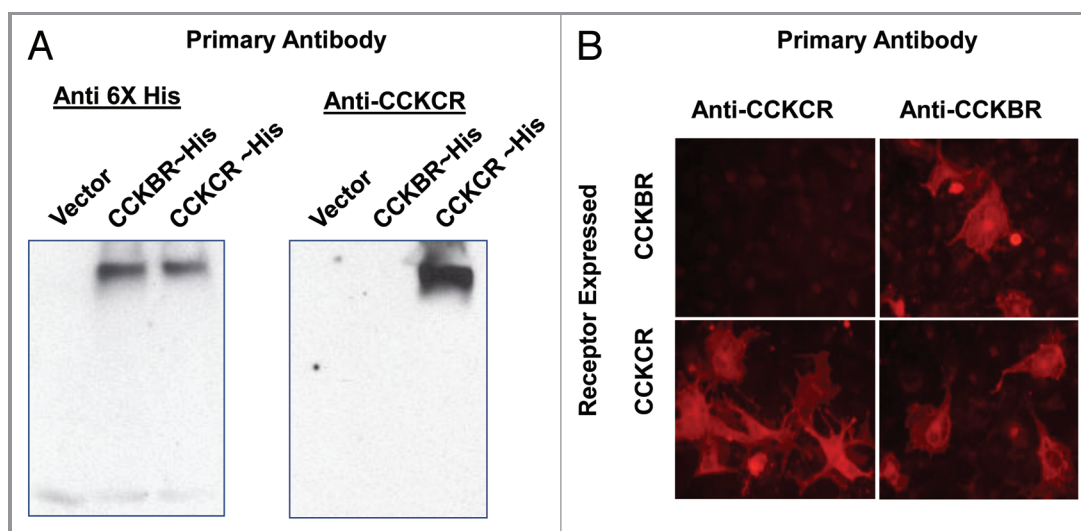 A
Primary Antibody
Anti 6X His
Anti-CCKCR
Vector
CCKBR~His
CCKCR ~His
Vector
CCKBR~His
CCKCR ~His
B
Primary Antibody
Anti-CCKCR
Anti-CCKBR
Receptor Expressed
CCKBR
CCKCR